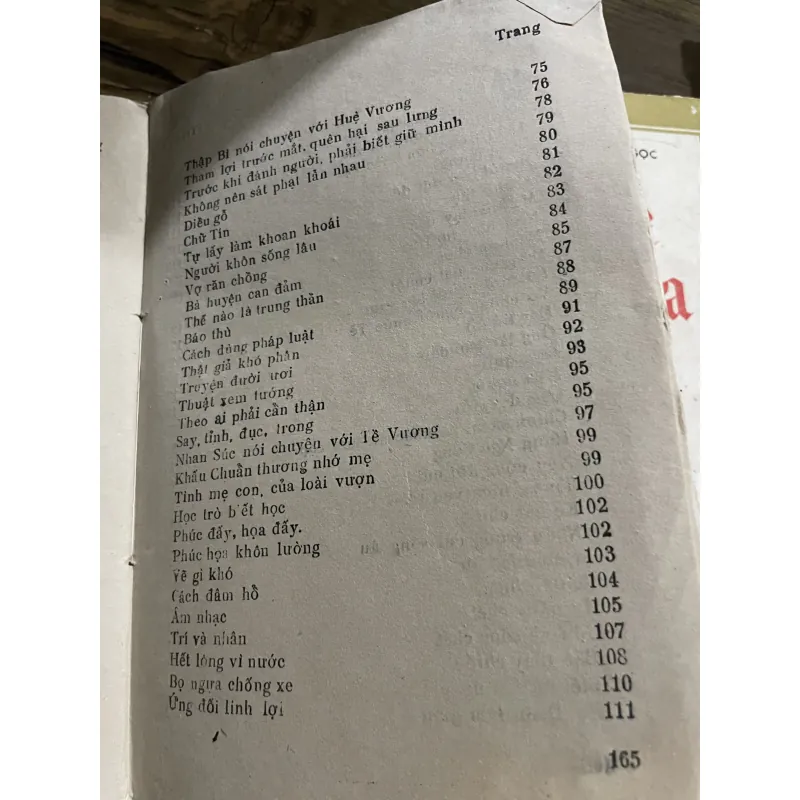 Trang
Thập Bí nói chuyện với Huệ Vương 75
Tham lợi trước mắt, quên hại sau lưng 76
Trước khi đánh người, phải biết giữ mình 78
Không nên sát phạt lẫn nhau 79
Diều gỗ 80
Chữ Tín 81
Tự lấy làm khoan khoái 82
Người khôn sống lâu 83
Vợ răn chồng 84
Bà huyện can đảm 85
Thế nào là trung thần 87
Báo thù 88
Cách dùng pháp luật 89
Thật giả khó phân 91
Truyện đười ươi 92
Thuật xem tướng 93
Theo ai phải cẩn thận 95
Say, tỉnh, đục, trong 95
Nhan Súc nói chuyện với Tề Vương 97
Khấu Chuẩn thương nhớ mẹ 99
Tình mẹ con, của loài vượn 99
Học trò biết học 100
Phúc đấy, họa đấy. 102
Phúc họa khôn lường 102
Vẽ gì khó 103
Cách đâm hổ 104
Âm nhạc 105
Trí và nhân 107
Hết lòng vì nước 108
Bọ ngựa chống xe 110
Ứng đối linh lợi 111
165